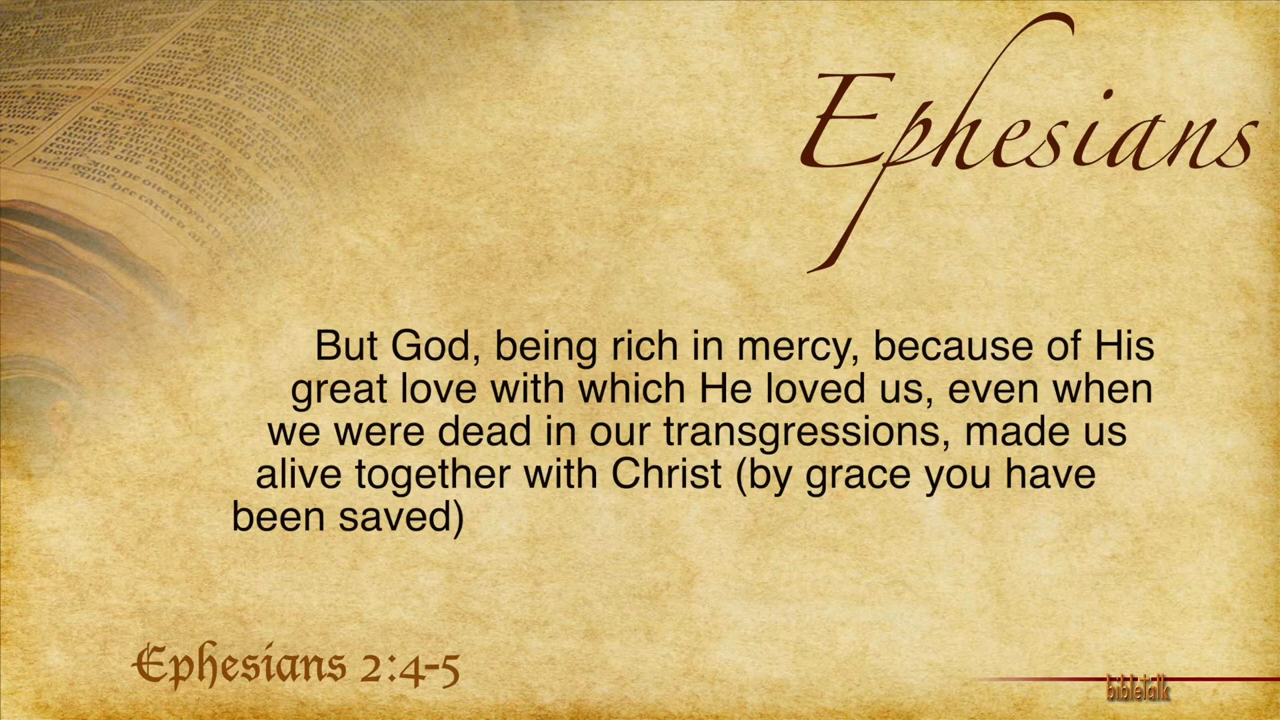 Ephesians
But God, being rich in mercy, because of His
great love with which He loved us, even when
we were dead in our transgressions, made us
alive together with Christ (by grace you have
been saved)
Ephesians 2:4-5
bibletalk